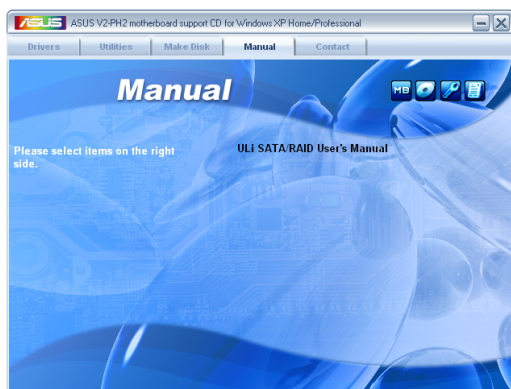 ASUS ASUS V2-PH2 motherboard support CD for Windows XP Home/Professional
Drivers Utilities Make Disk Manual Contact
Manual
MB
Please select items on the right
side.
ULi SATA/RAID User's Manual